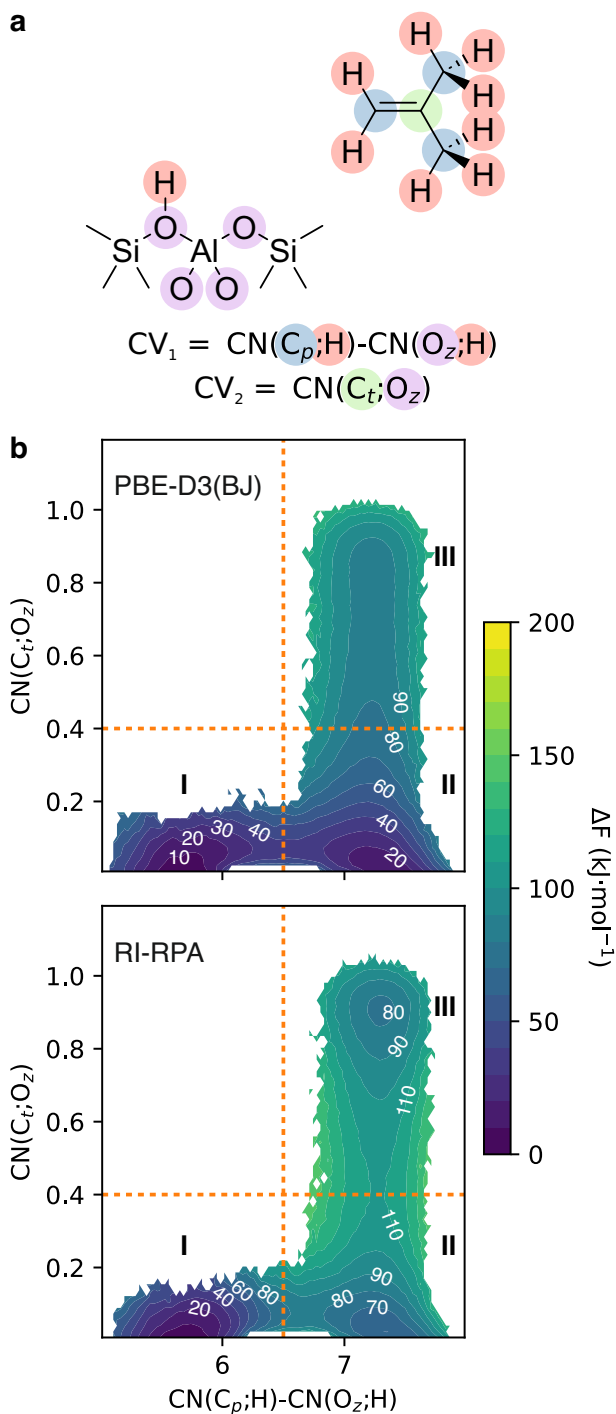 a
H H
H H
H H
H
H H
H
O O
Si Al Si
O O
CV₁ = CN(Cₚ;H)-CN(O_z;H)
CV₂ = CN(Cₜ;O_z)
b
PBE-D3(BJ)
1.0
III
0.8
CN(Cₜ;O_z)
0.6
90
0.4
80
I
II
60
0.2
30
40
40
20
10
20
200
150
100
50
0
ΔF (kJ·mol⁻¹)
RI-RPA
1.0
III
80
0.8
90
CN(Cₜ;O_z)
0.6
110
0.4
110
I
II
0.2
90
60
40
80
80
20
70
6 7
CN(Cₚ;H)-CN(O_z;H)